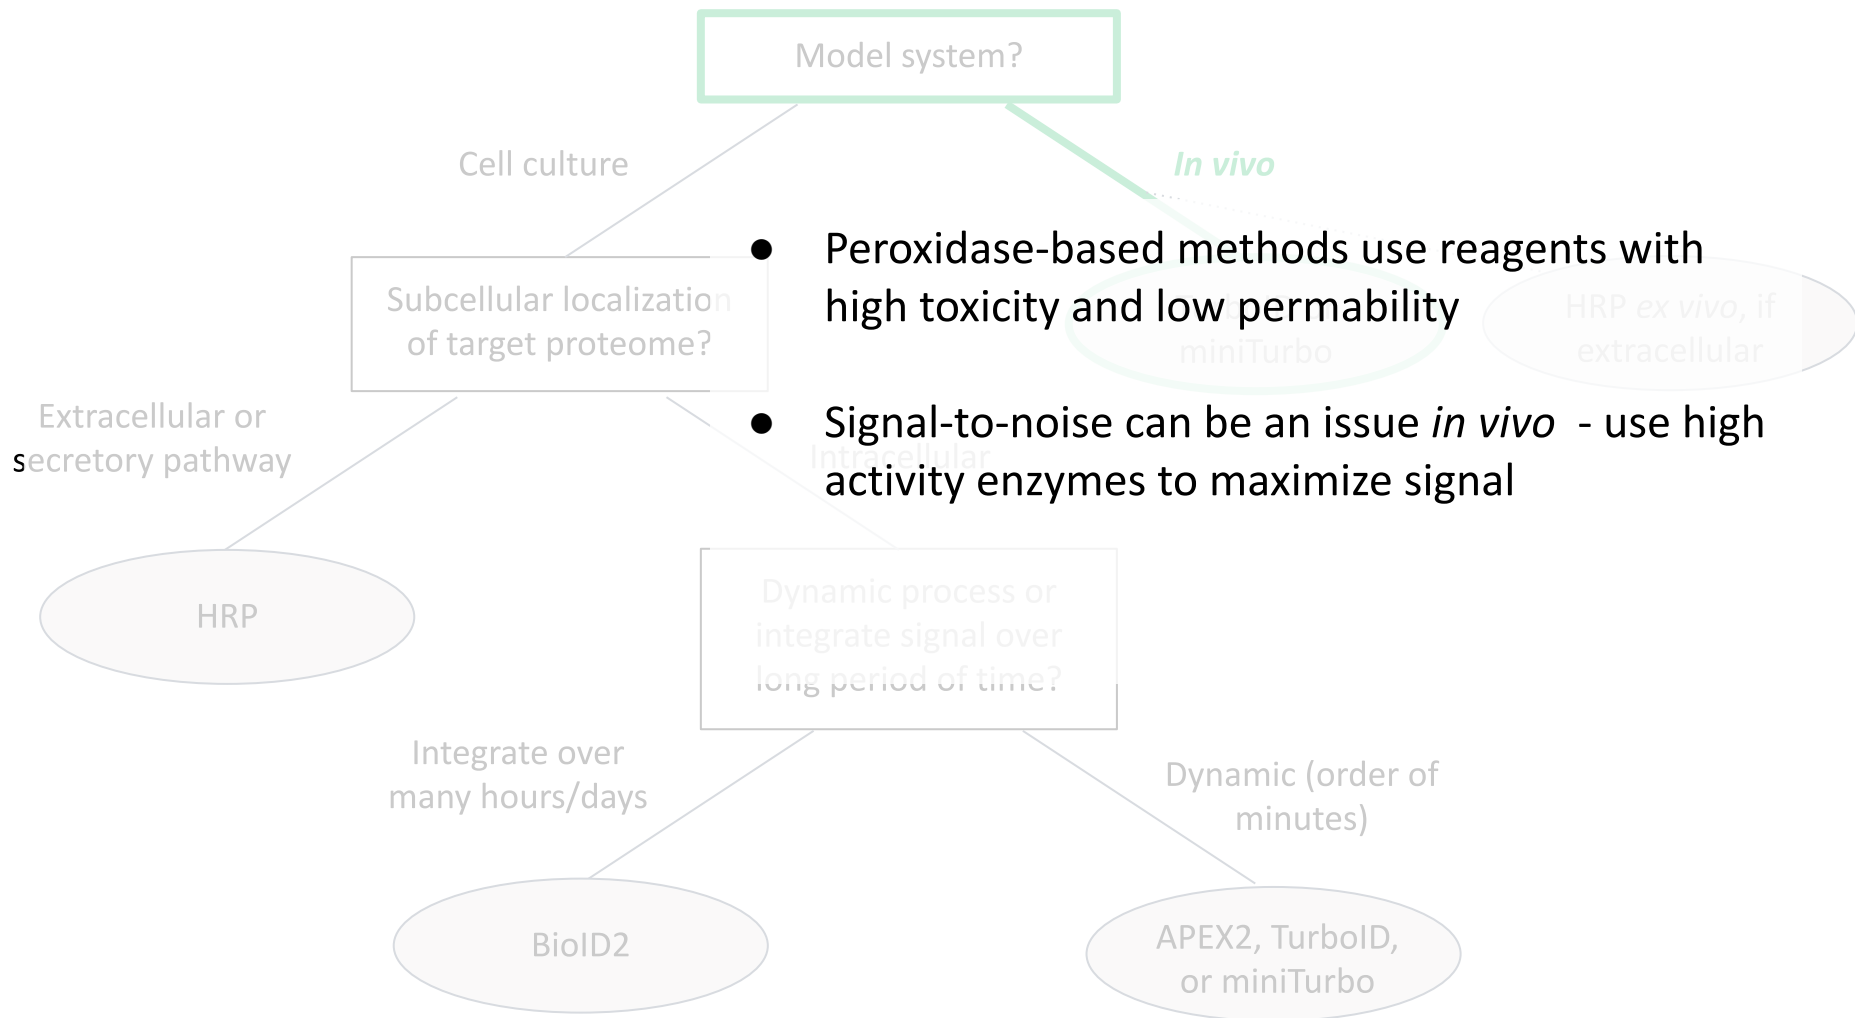 Model system?
Cell culture
In vivo
● Peroxidase-based methods use reagents with
high toxicity and low permability
Subcellular localization
of target proteome?
miniTurbo
HRP ex vivo, if
extracellular
● Signal-to-noise can be an issue in vivo - use high
activity enzymes to maximize signal
Extracellular or
secretory pathway
Intracellular
HRP
Dynamic process or
integrate signal over
long period of time?
Integrate over
many hours/days
Dynamic (order of
minutes)
BioID2
APEX2, TurboID,
or miniTurbo